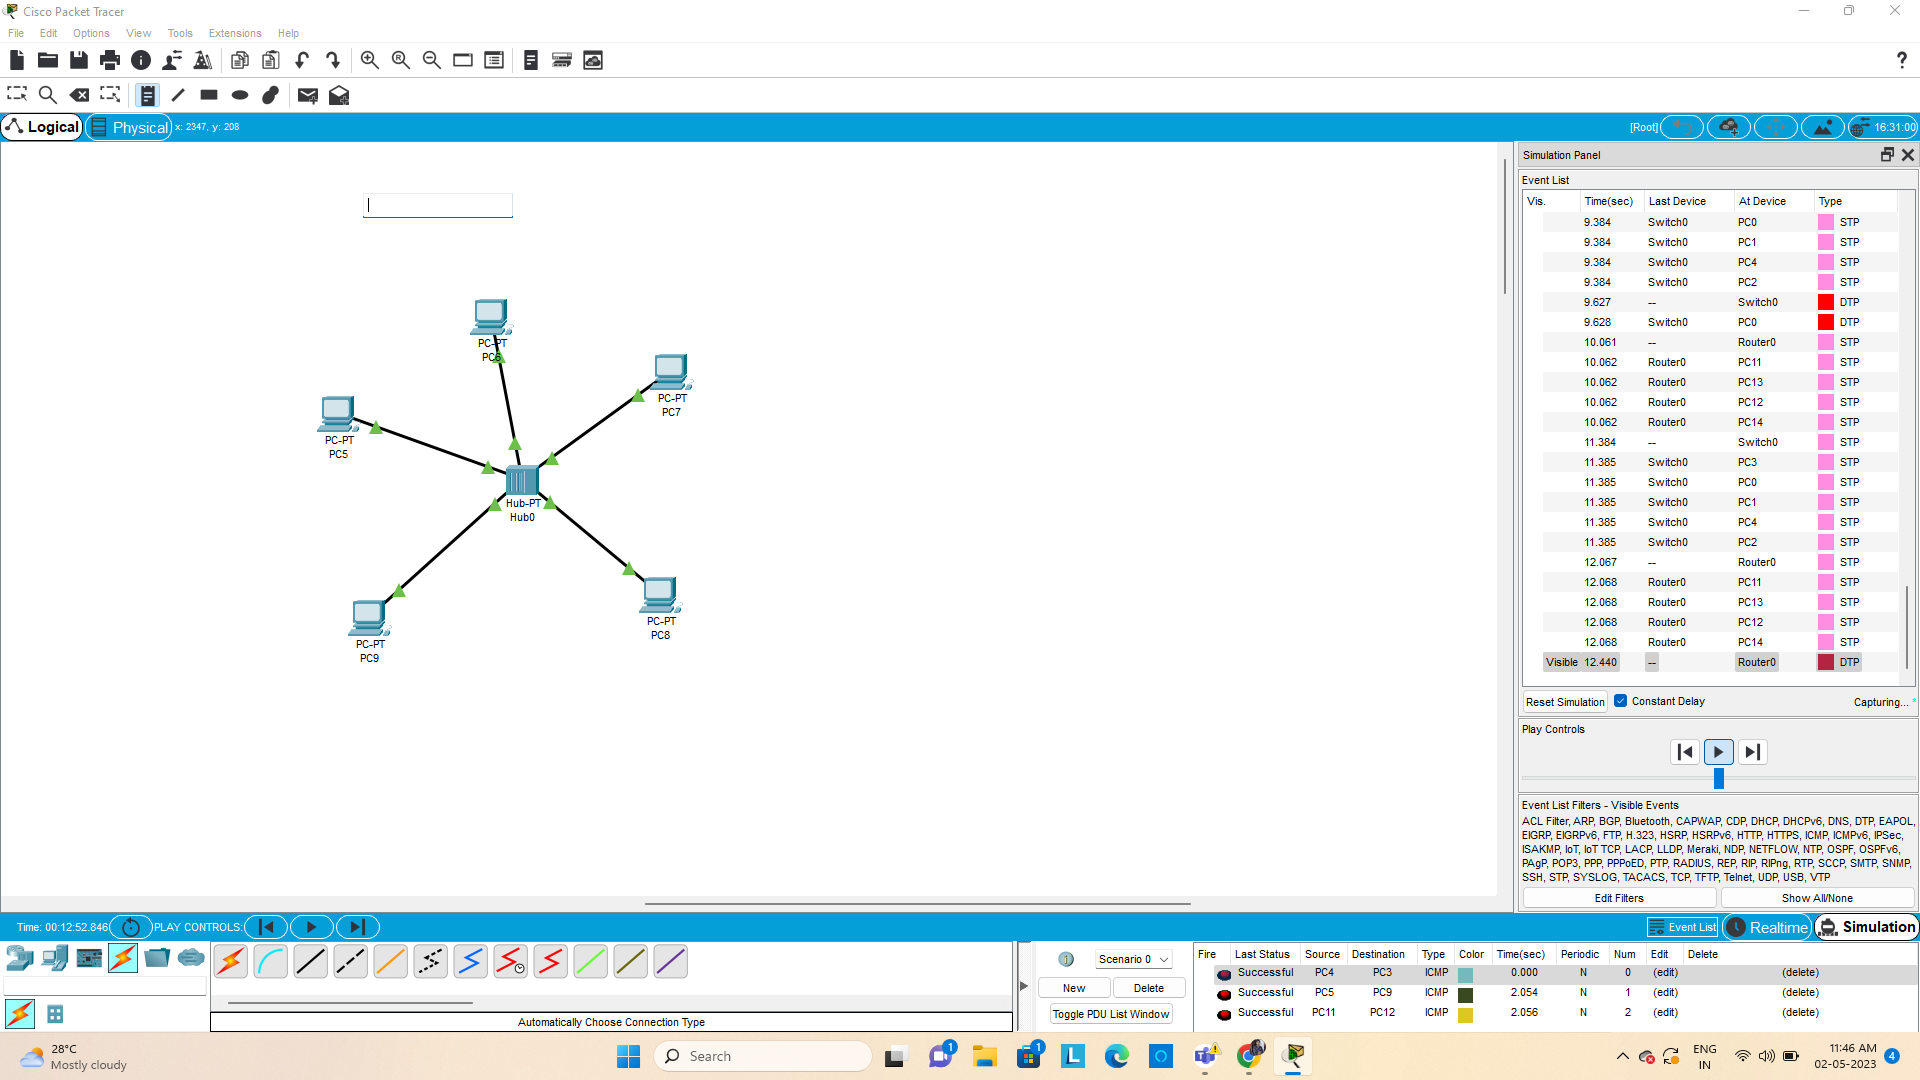 Cisco Packet Tracer
File Edit Options View Tools Extensions Help
Logical
Physical
x: 2347, y: 208
[Root]
16:31:00
PC-PT
PC6
PC-PT
PC7
PC-PT
PC5
Hub-PT
Hub0
PC-PT
PC8
PC-PT
PC9
Simulation Panel
Event List
Vis. Time(sec) Last Device At Device Type
9.384 Switch0 PC0 STP
9.384 Switch0 PC1 STP
9.384 Switch0 PC4 STP
9.384 Switch0 PC2 STP
9.627 -- Switch0 DTP
9.628 Switch0 PC0 DTP
10.061 -- Router0 STP
10.062 Router0 PC11 STP
10.062 Router0 PC13 STP
10.062 Router0 PC12 STP
10.062 Router0 PC14 STP
11.384 -- Switch0 STP
11.385 Switch0 PC3 STP
11.385 Switch0 PC0 STP
11.385 Switch0 PC1 STP
11.385 Switch0 PC4 STP
11.385 Switch0 PC2 STP
12.067 -- Router0 STP
12.068 Router0 PC11 STP
12.068 Router0 PC13 STP
12.068 Router0 PC12 STP
12.068 Router0 PC14 STP
Visible 12.440 -- Router0 DTP
Reset Simulation Constant Delay Capturing...
Play Controls
Event List Filters - Visible Events
ACL Filter, ARP, BGP, Bluetooth, CAPWAP, CDP, DHCP, DHCPv6, DNS, DTP, EAPOL,
EIGRP, EIGRPv6, FTP, H.323, HSRP, HSRPv6, HTTP, HTTPS, ICMP, ICMPv6, IPSec,
ISAKMP, IoT, IoT TCP, LACP, LLDP, Meraki, NDP, NETFLOW, NTP, OSPF, OSPFv6,
PAgP, POP3, PPP, PPPoED, PTP, RADIUS, REP, RIP, RIPng, RTP, SCCP, SMTP, SNMP,
SSH, STP, SYSLOG, TACACS, TCP, TFTP, Telnet, UDP, USB, VTP
Edit Filters Show All/None
Time: 00:12:52.846 PLAY CONTROLS:
Event List Realtime Simulation
Automatically Choose Connection Type
Scenario 0
New Delete
Toggle PDU List Window
Fire Last Status Source Destination Type Color Time(sec) Periodic Num Edit Delete
Successful PC4 PC3 ICMP 0.000 N 0 (edit) (delete)
Successful PC5 PC9 ICMP 2.054 N 1 (edit) (delete)
Successful PC11 PC12 ICMP 2.056 N 2 (edit) (delete)
28°C
Mostly cloudy
Search
1
1
L
ENG
IN
11:46 AM
02-05-2023
4